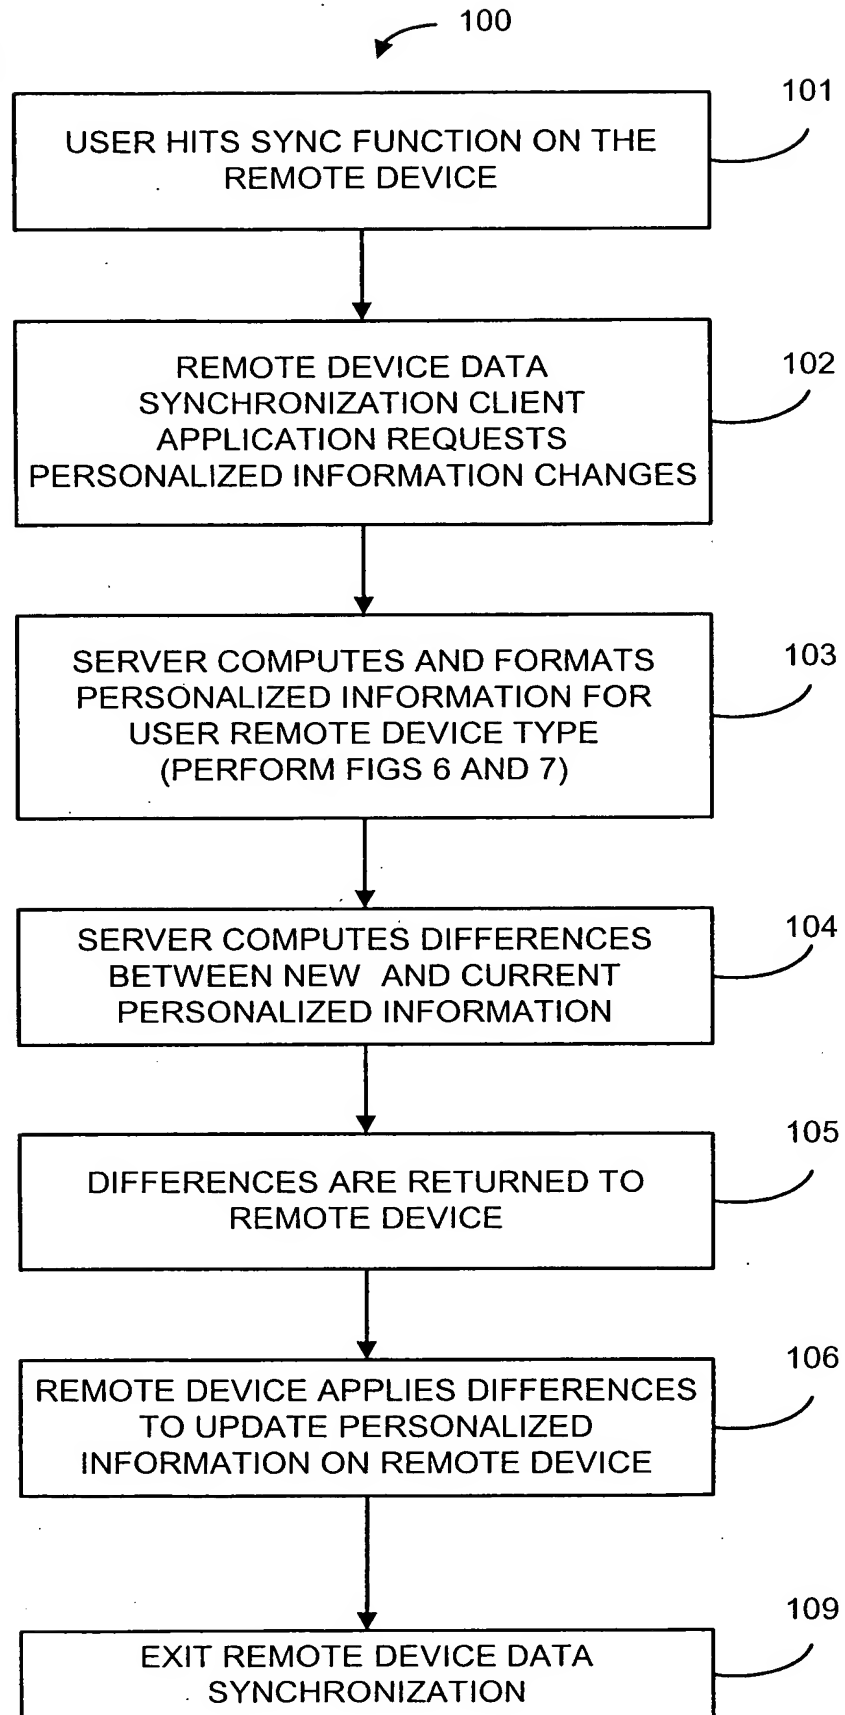 100
101
USER HITS SYNC FUNCTION ON THE
REMOTE DEVICE
102
REMOTE DEVICE DATA
SYNCHRONIZATION CLIENT
APPLICATION REQUESTS
PERSONALIZED INFORMATION CHANGES
103
SERVER COMPUTES AND FORMATS
PERSONALIZED INFORMATION FOR
USER REMOTE DEVICE TYPE
(PERFORM FIGS 6 AND 7)
104
SERVER COMPUTES DIFFERENCES
BETWEEN NEW AND CURRENT
PERSONALIZED INFORMATION
105
DIFFERENCES ARE RETURNED TO
REMOTE DEVICE
106
REMOTE DEVICE APPLIES DIFFERENCES
TO UPDATE PERSONALIZED
INFORMATION ON REMOTE DEVICE
109
EXIT REMOTE DEVICE DATA
SYNCHRONIZATION